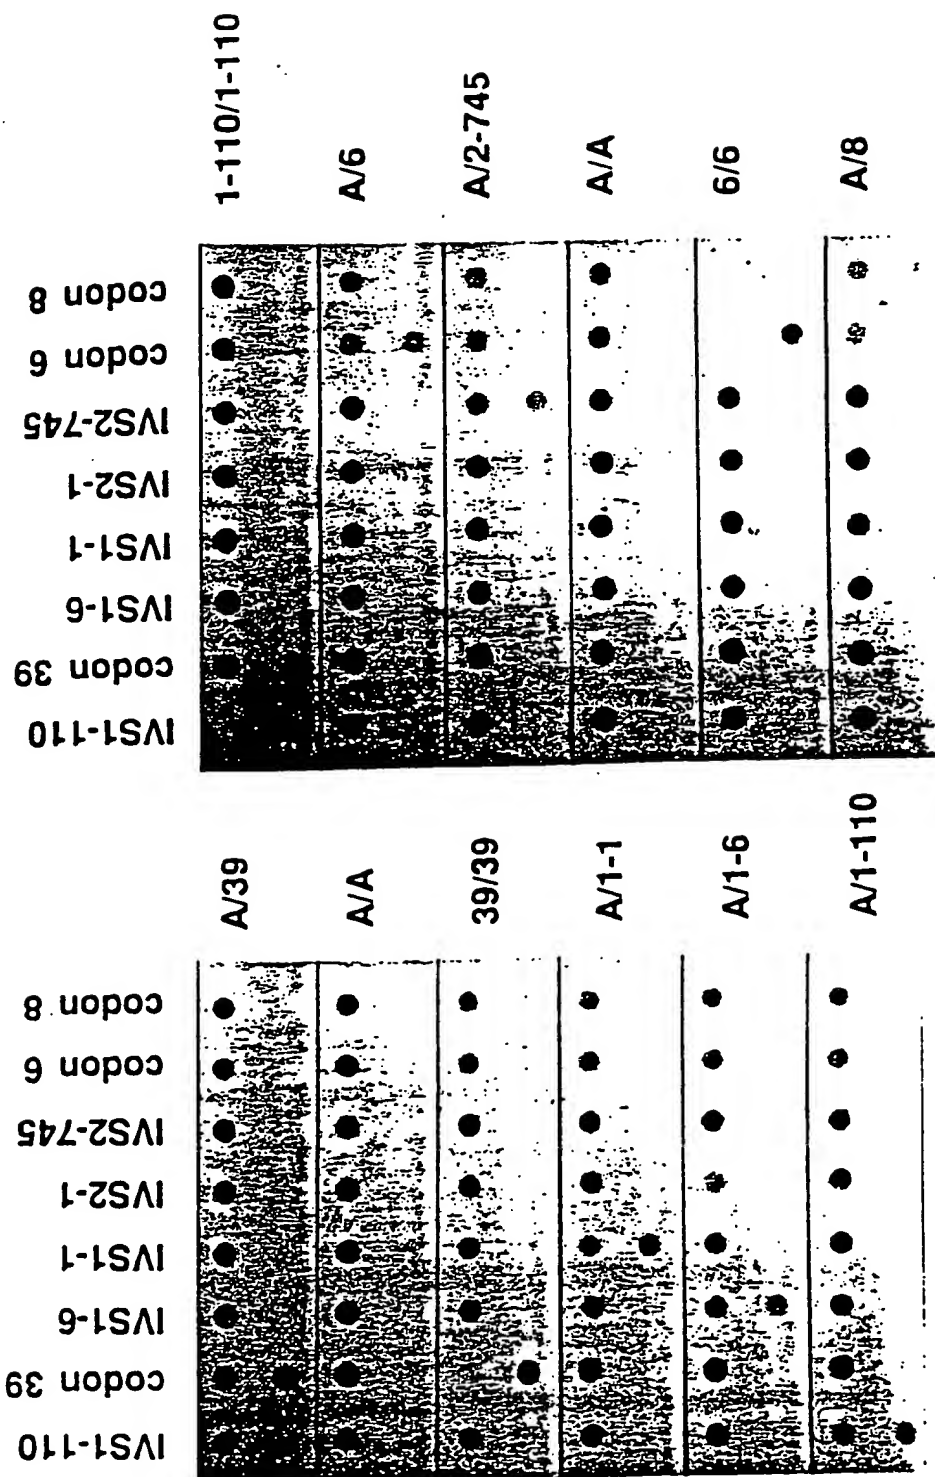 1-110/1-110
A/6
A/2-745
A/A
6/6
A/8
codon 8
codon 6
IVS2-745
IVS2-1
IVS1-1
IVS1-6
codon 39
IVS1-110
A/39
A/A
39/39
A/1-1
A/1-6
A/1-110
codon 8
codon 6
IVS2-745
IVS2-1
IVS1-1
IVS1-6
codon 39
IVS1-110